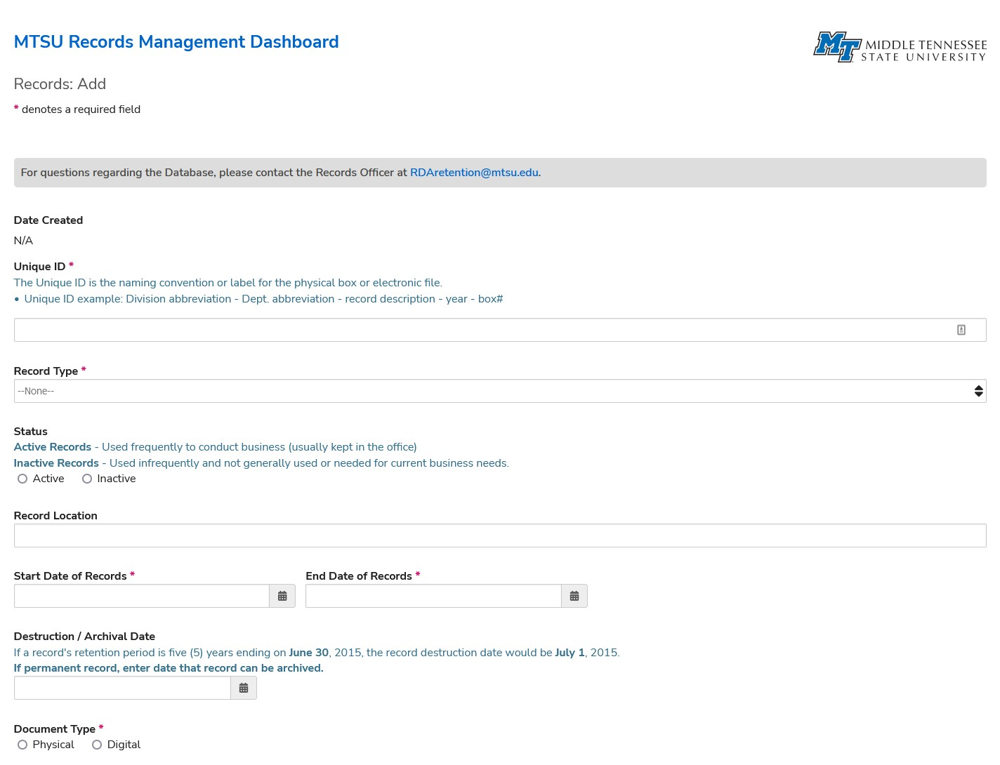 MTSU Records Management Dashboard
MT MIDDLE TENNESSEE
STATE UNIVERSITY
Records: Add
* denotes a required field
For questions regarding the Database, please contact the Records Officer at RDAretention@mtsu.edu.
Date Created
N/A
Unique ID *
The Unique ID is the naming convention or label for the physical box or electronic file.
• Unique ID example: Division abbreviation - Dept. abbreviation - record description - year - box#
Record Type *
--None--
Status
Active Records - Used frequently to conduct business (usually kept in the office)
Inactive Records - Used infrequently and not generally used or needed for current business needs.
Active Inactive
Record Location
Start Date of Records * End Date of Records *
Destruction / Archival Date
If a record's retention period is five (5) years ending on June 30, 2015, the record destruction date would be July 1, 2015.
If permanent record, enter date that record can be archived.
Document Type *
Physical Digital